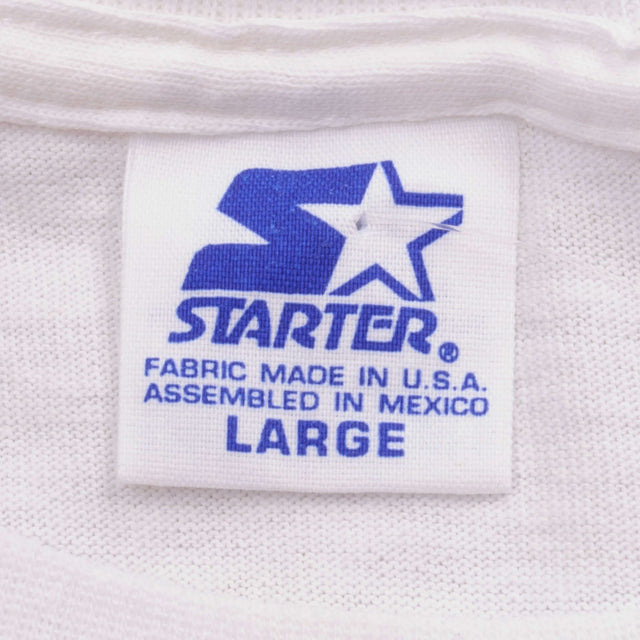 STARTER®
FABRIC MADE IN U.S.A.
ASSEMBLED IN MEXICO
LARGE